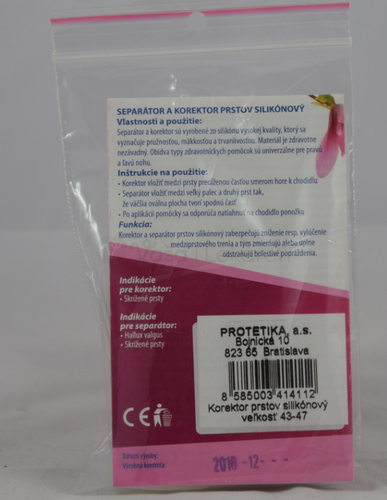 SEPARÁTOR A KOREKTOR PRSTOV SILIKÓNOVÝ
Vlastnosti a použitie:
Separátor a korektor sú vyrobené zo silikónu vysokej kvality, ktorý sa
vyznačuje pružnosťou, mäkkosťou a trvanlivosťou. Materiál je zdravotne
nezávadný. Obidva typy zdravotníckych pomôcok sú univerzálne pre pravú
a ľavú nohu.
Inštrukcie na použitie:
• Korektor vložiť medzi prsty predĺženou časťou smerom hore k chodidlu
• Separátor vložiť medzi veľký palec a druhý prst tak,
že väčšia oválna plocha tvorí spodnú časť
• Po aplikácii pomôcky sa odporúča natiahnuť na chodidlo ponožku
Funkcia:
Korektor a separátor prstov silikónový zabezpečujú zníženie resp. vylúčenie
medziprstového trenia a tým zmierňujú alebo úplne
odstraňujú bolestivé podráždenia.
Indikácie
pre korektor:
• Skrížené prsty
Indikácie
pre separátor:
• Hallux valgus
• Skrížené prsty
PROTETIKA, a.s.
Bojnická 10
823 65 Bratislava
8 585003 414112
Korektor prstov silikónový
veľkosť 43-47
CE
Dátum výroby:
2018 -12- - -
Výrobná kontrola: